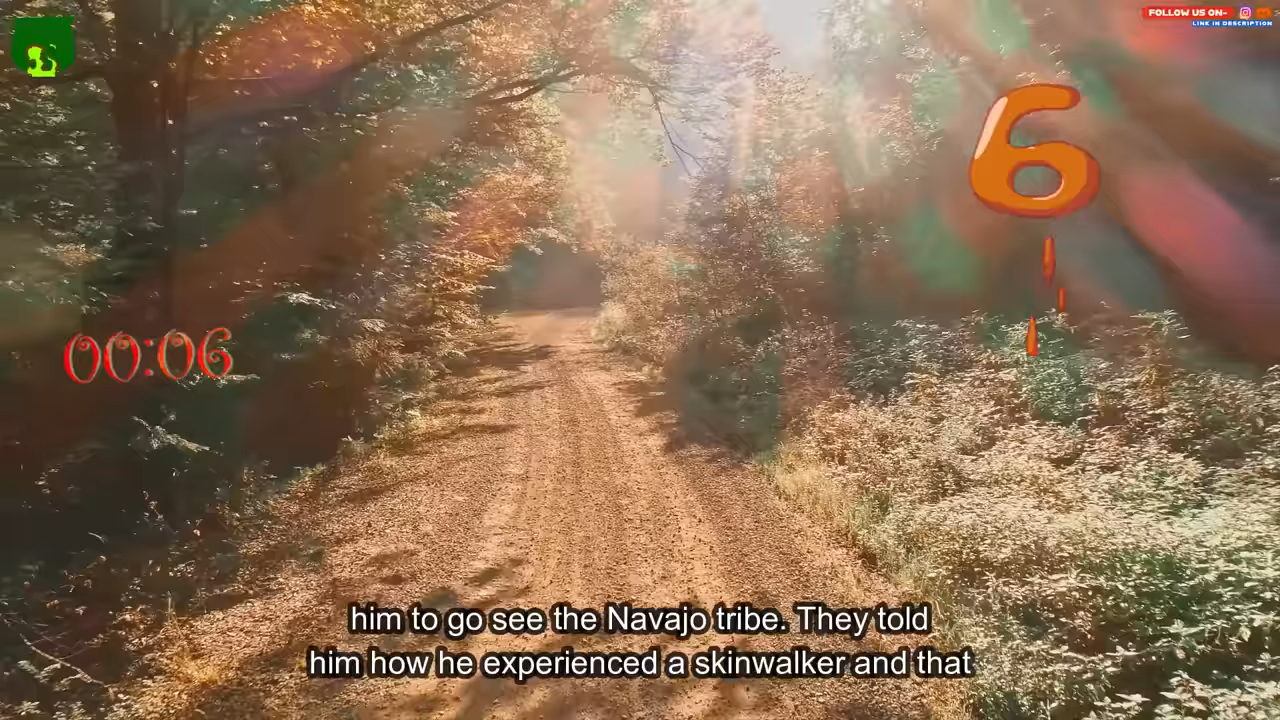 FOLLOW US ON-
LINK IN DESCRIPTION
6
00:06
him to go see the Navajo tribe. They told
him how he experienced a skinwalker and that